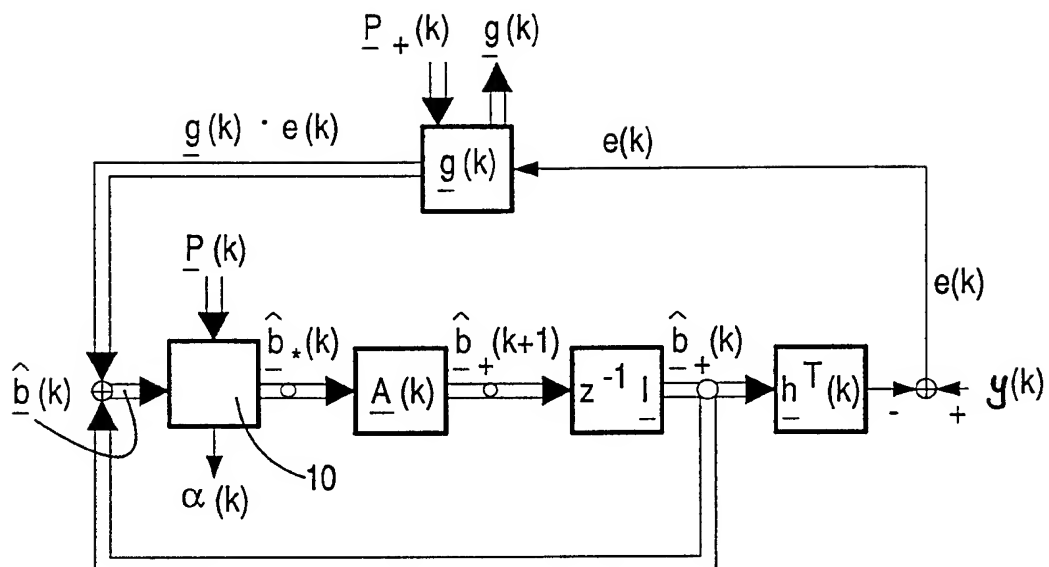 P₊(k)
g(k)
g(k) · e(k)
g(k)
e(k)
P(k)
e(k)
b̂(k)
b̂*(k)
A(k)
b̂₊(k+1)
z⁻¹ I
b̂₊(k)
hᵀ(k)
-
+
y(k)
10
α(k)